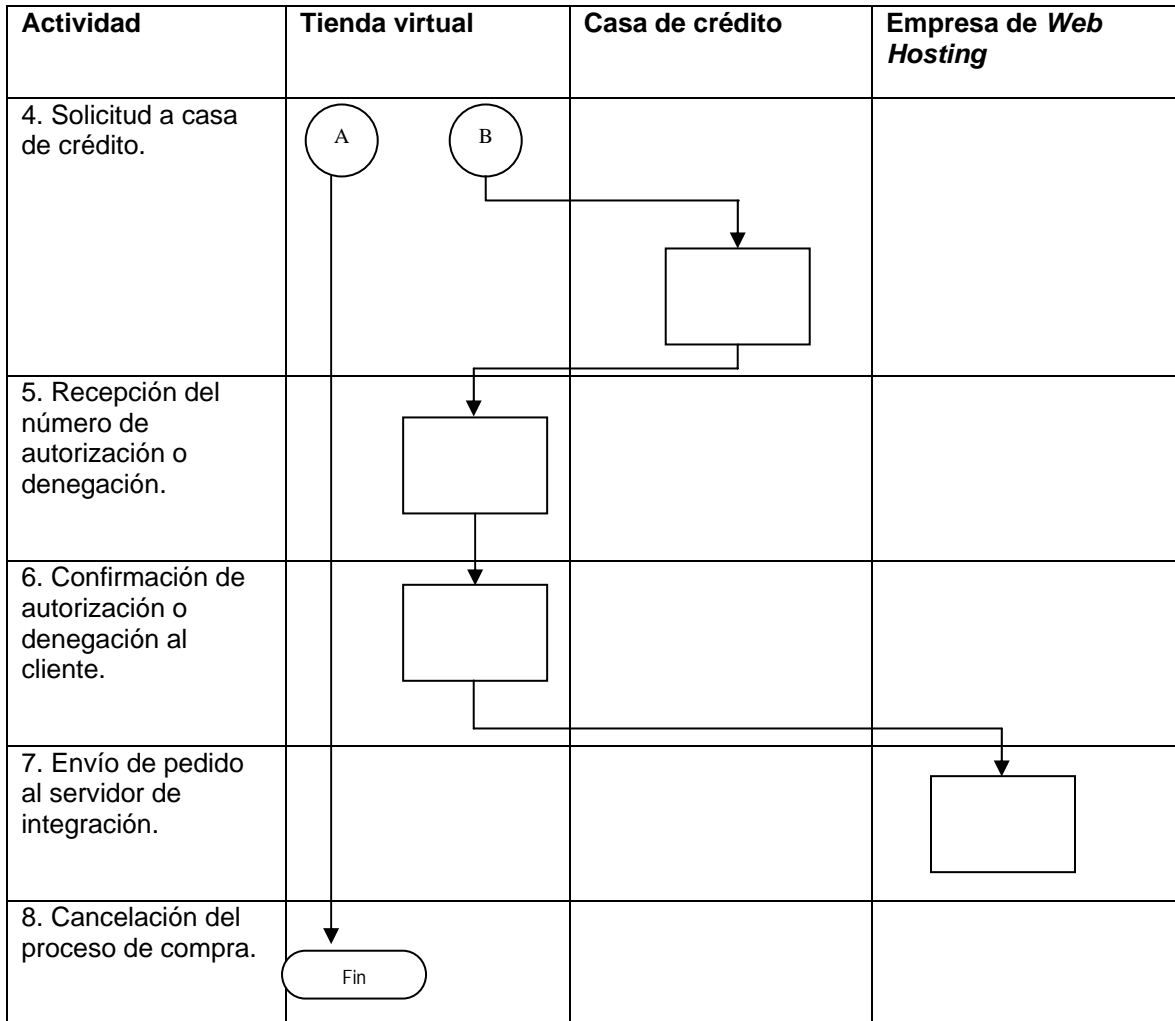 Actividad
Tienda virtual
Casa de crédito
Empresa de Web
Hosting
4. Solicitud a casa
de crédito.
A
B
5. Recepción del
número de
autorización o
denegación.
6. Confirmación de
autorización o
denegación al
cliente.
7. Envío de pedido
al servidor de
integración.
8. Cancelación del
proceso de compra.
Fin